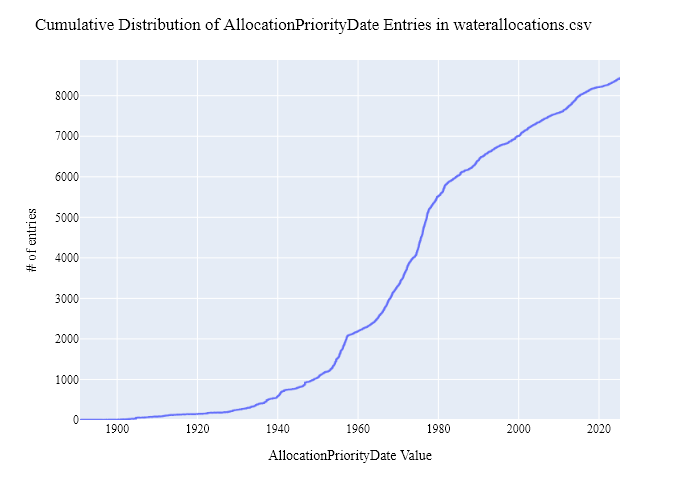 Cumulative Distribution of AllocationPriorityDate Entries in waterallocations.csv
8000
7000
6000
5000
4000
3000
2000
1000
0
# of entries
1900 1920 1940 1960 1980 2000 2020
AllocationPriorityDate Value